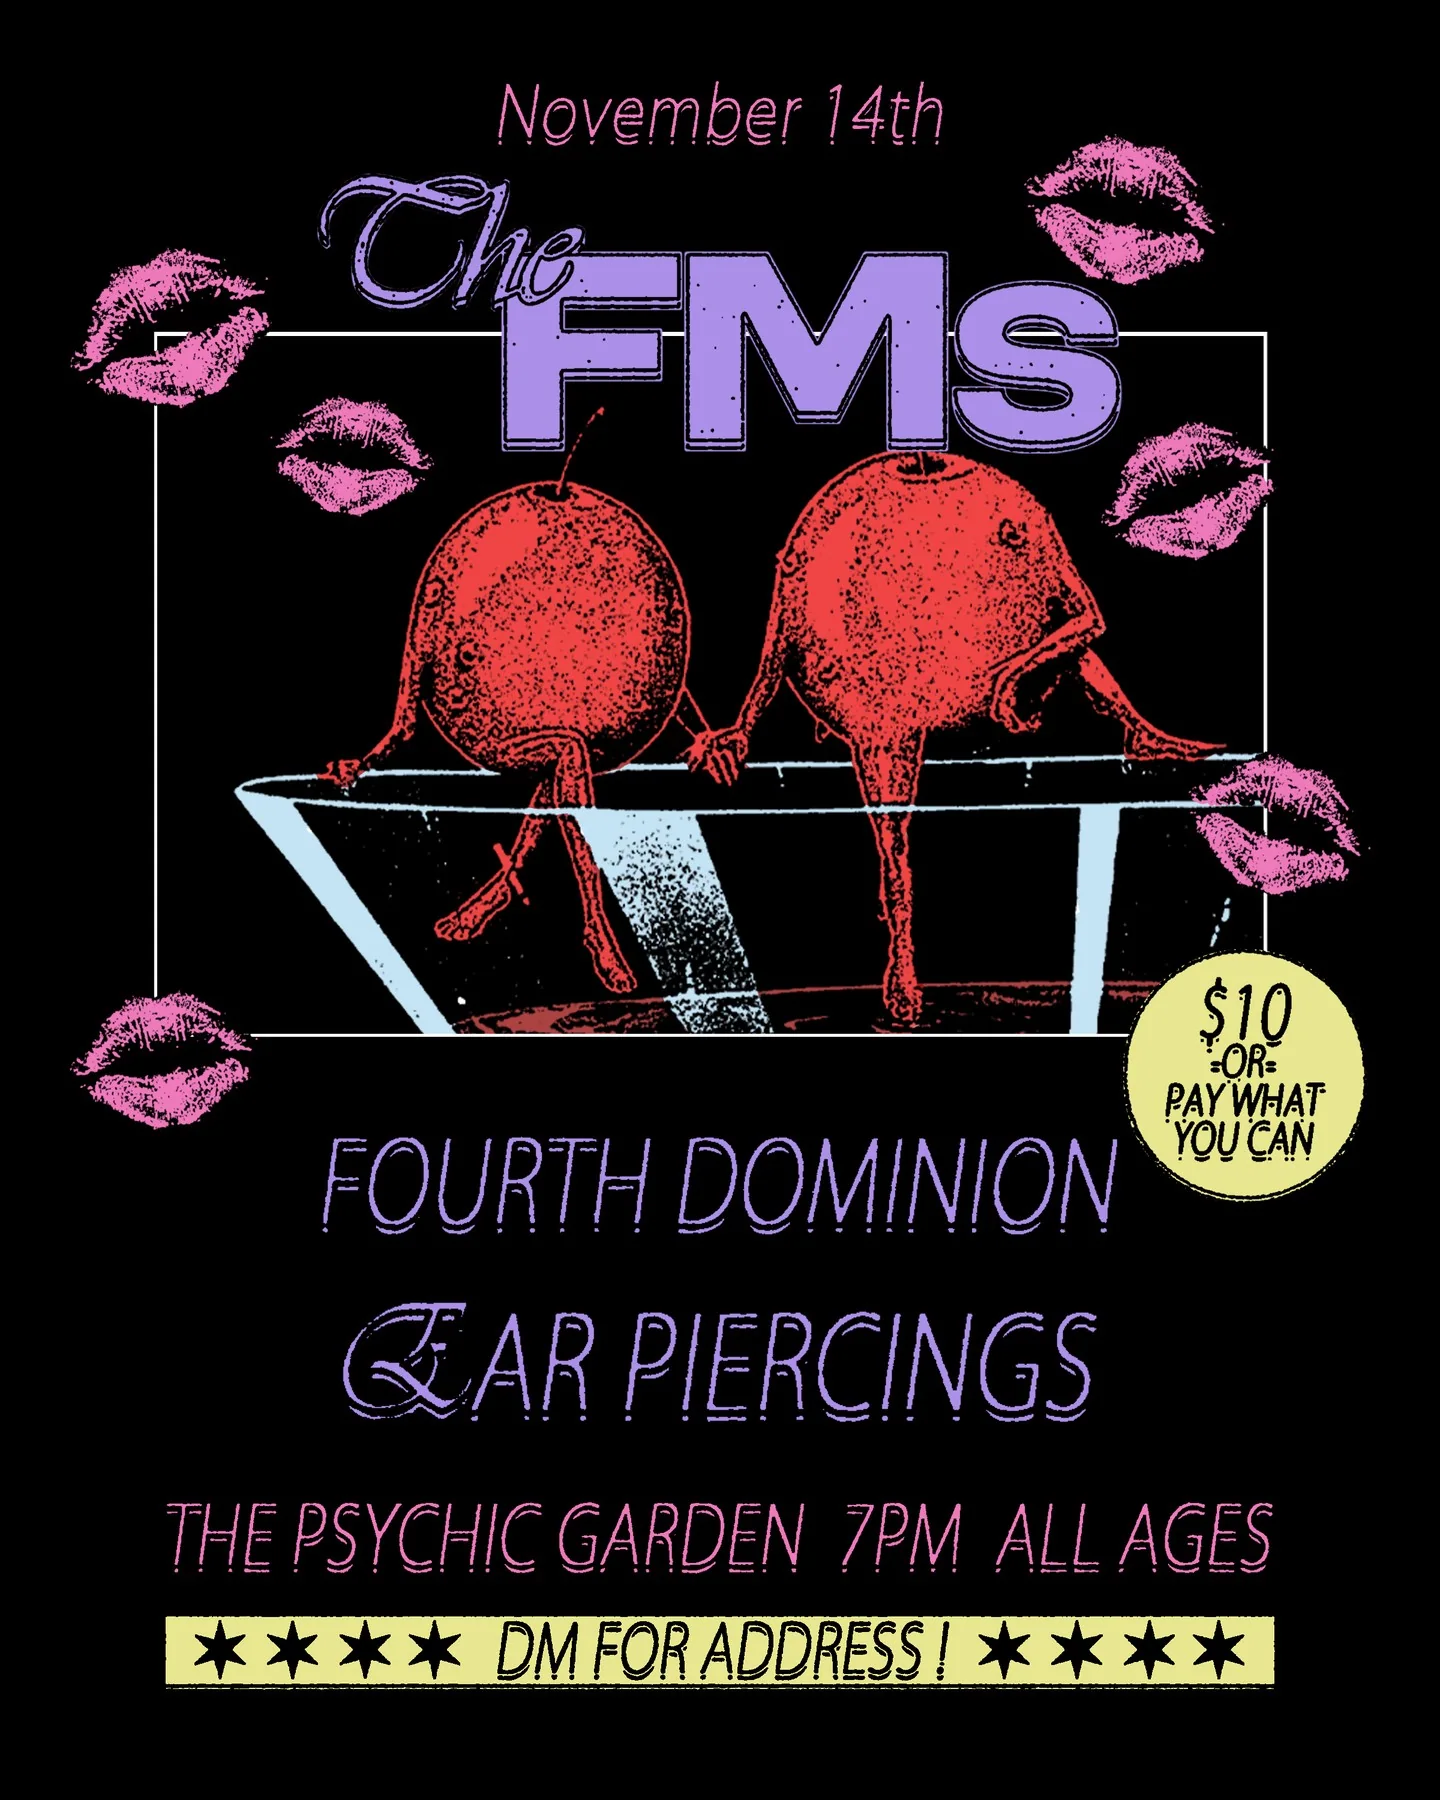 November 14th
The FMs
$10
-OR-
PAY WHAT
YOU CAN
FOURTH DOMINION
EAR PIERCINGS
THE PSYCHIC GARDEN 7PM ALL AGES
DM FOR ADDRESS!